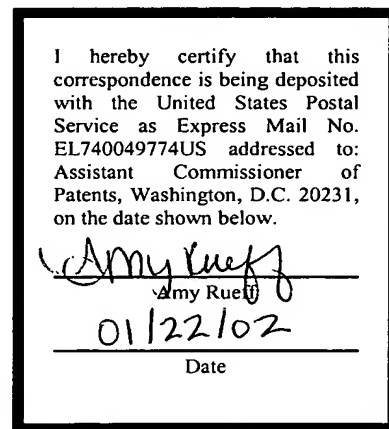 I hereby certify that this
correspondence is being deposited
with the United States Postal
Service as Express Mail No.
EL740049774US addressed to:
Assistant Commissioner of
Patents, Washington, D.C. 20231,
on the date shown below.
Amy Rueff
Amy Rueff
01/22/02
Date